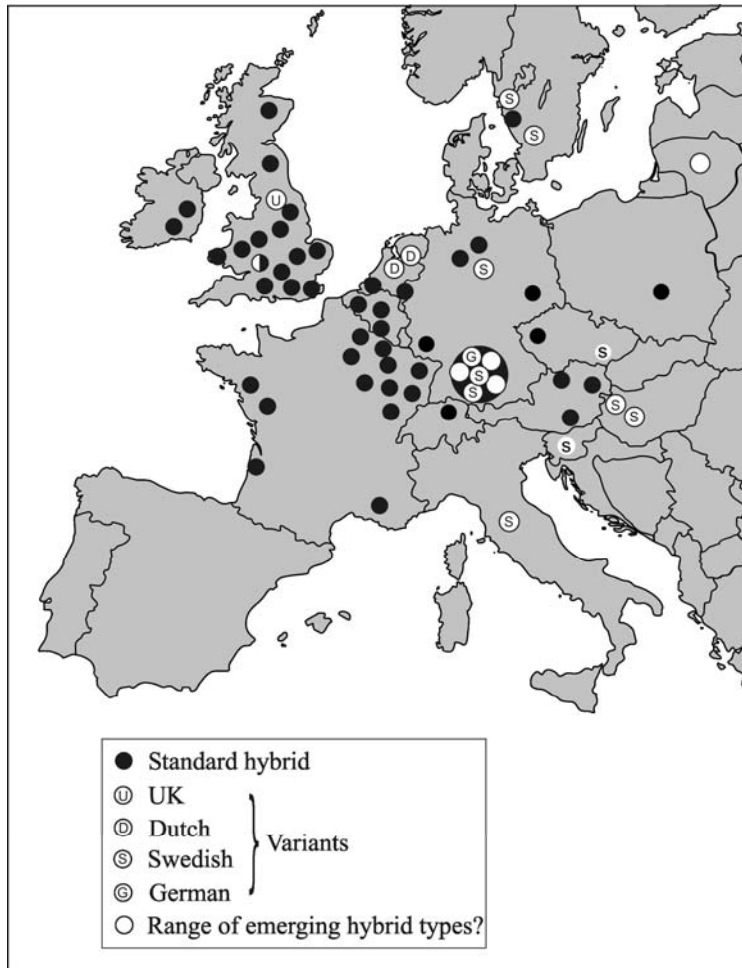 S
S
U
D
D
S
G
S
S
S
S
S
S
S
Standard hybrid
U UK
D Dutch
S Swedish
Variants
G German
Range of emerging hybrid types?